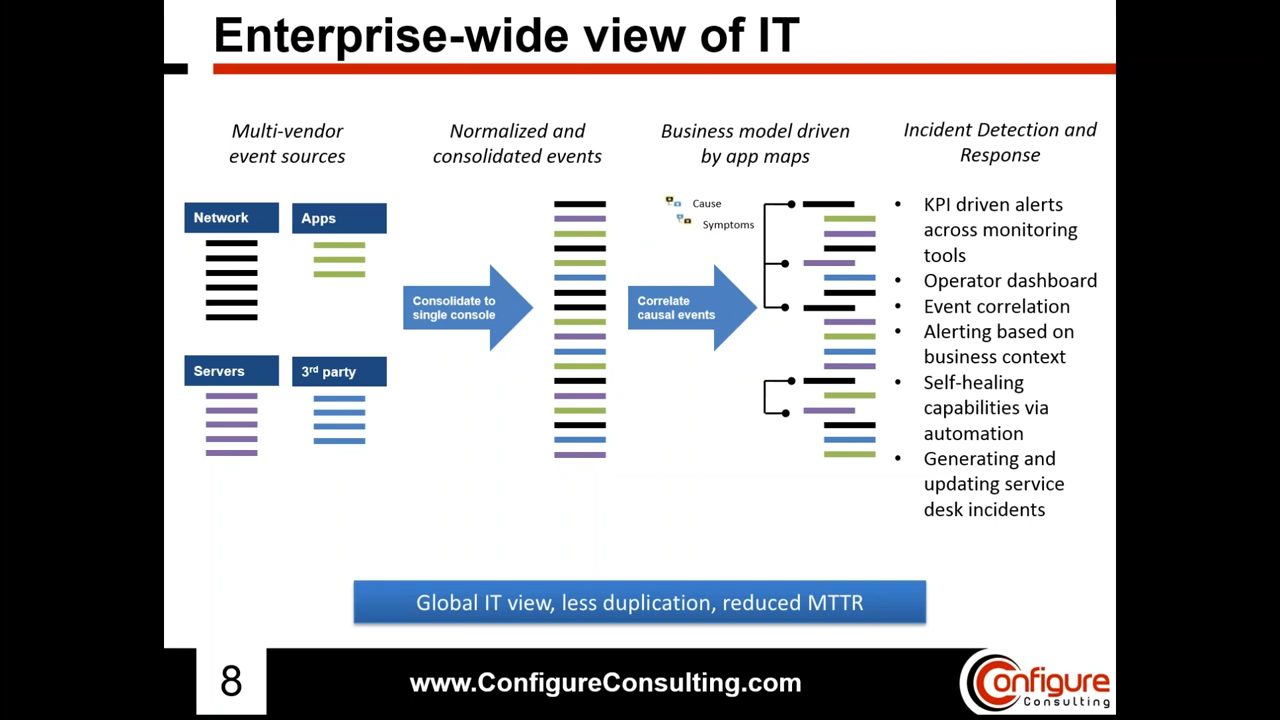 Enterprise-wide view of IT
Multi-vendor
event sources
Normalized and
consolidated events
Business model driven
by app maps
Incident Detection and
Response
Network
Apps
Servers
3rd party
Consolidate to
single console
Cause
Symptoms
Correlate
causal events
• KPI driven alerts
across monitoring
tools
• Operator dashboard
• Event correlation
• Alerting based on
business context
• Self-healing
capabilities via
automation
• Generating and
updating service
desk incidents
Global IT view, less duplication, reduced MTTR
8
www.ConfigureConsulting.com
Configure
Consulting